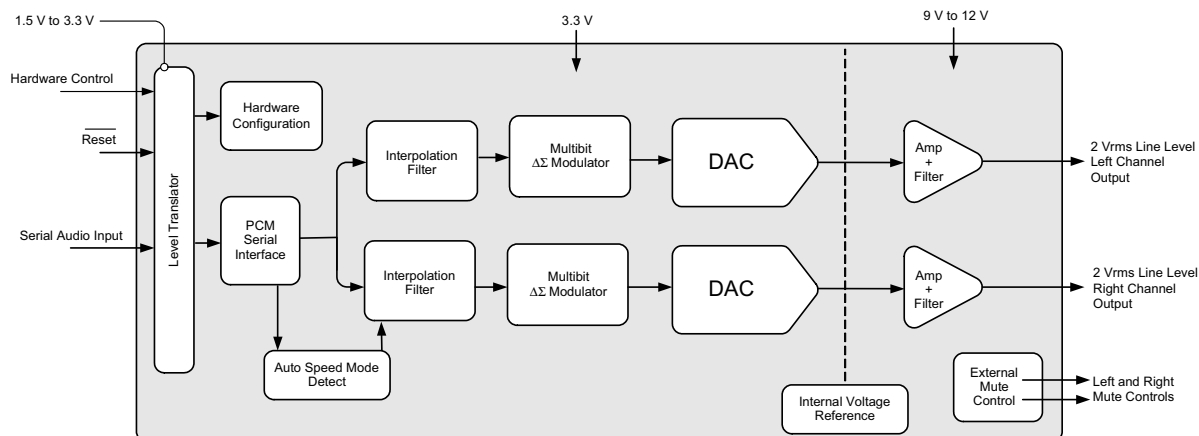 1.5 V to 3.3 V
3.3 V
9 V to 12 V
Hardware Control
Reset
Serial Audio Input
Level Translator
Hardware
Configuration
PCM
Serial
Interface
Auto Speed Mode
Detect
Interpolation
Filter
Multibit
ΔΣ Modulator
DAC
Amp
+
Filter
2 Vrms Line Level
Left Channel
Output
Interpolation
Filter
Multibit
ΔΣ Modulator
DAC
Amp
+
Filter
2 Vrms Line Level
Right Channel
Output
Internal Voltage
Reference
External
Mute
Control
Left and Right
Mute Controls